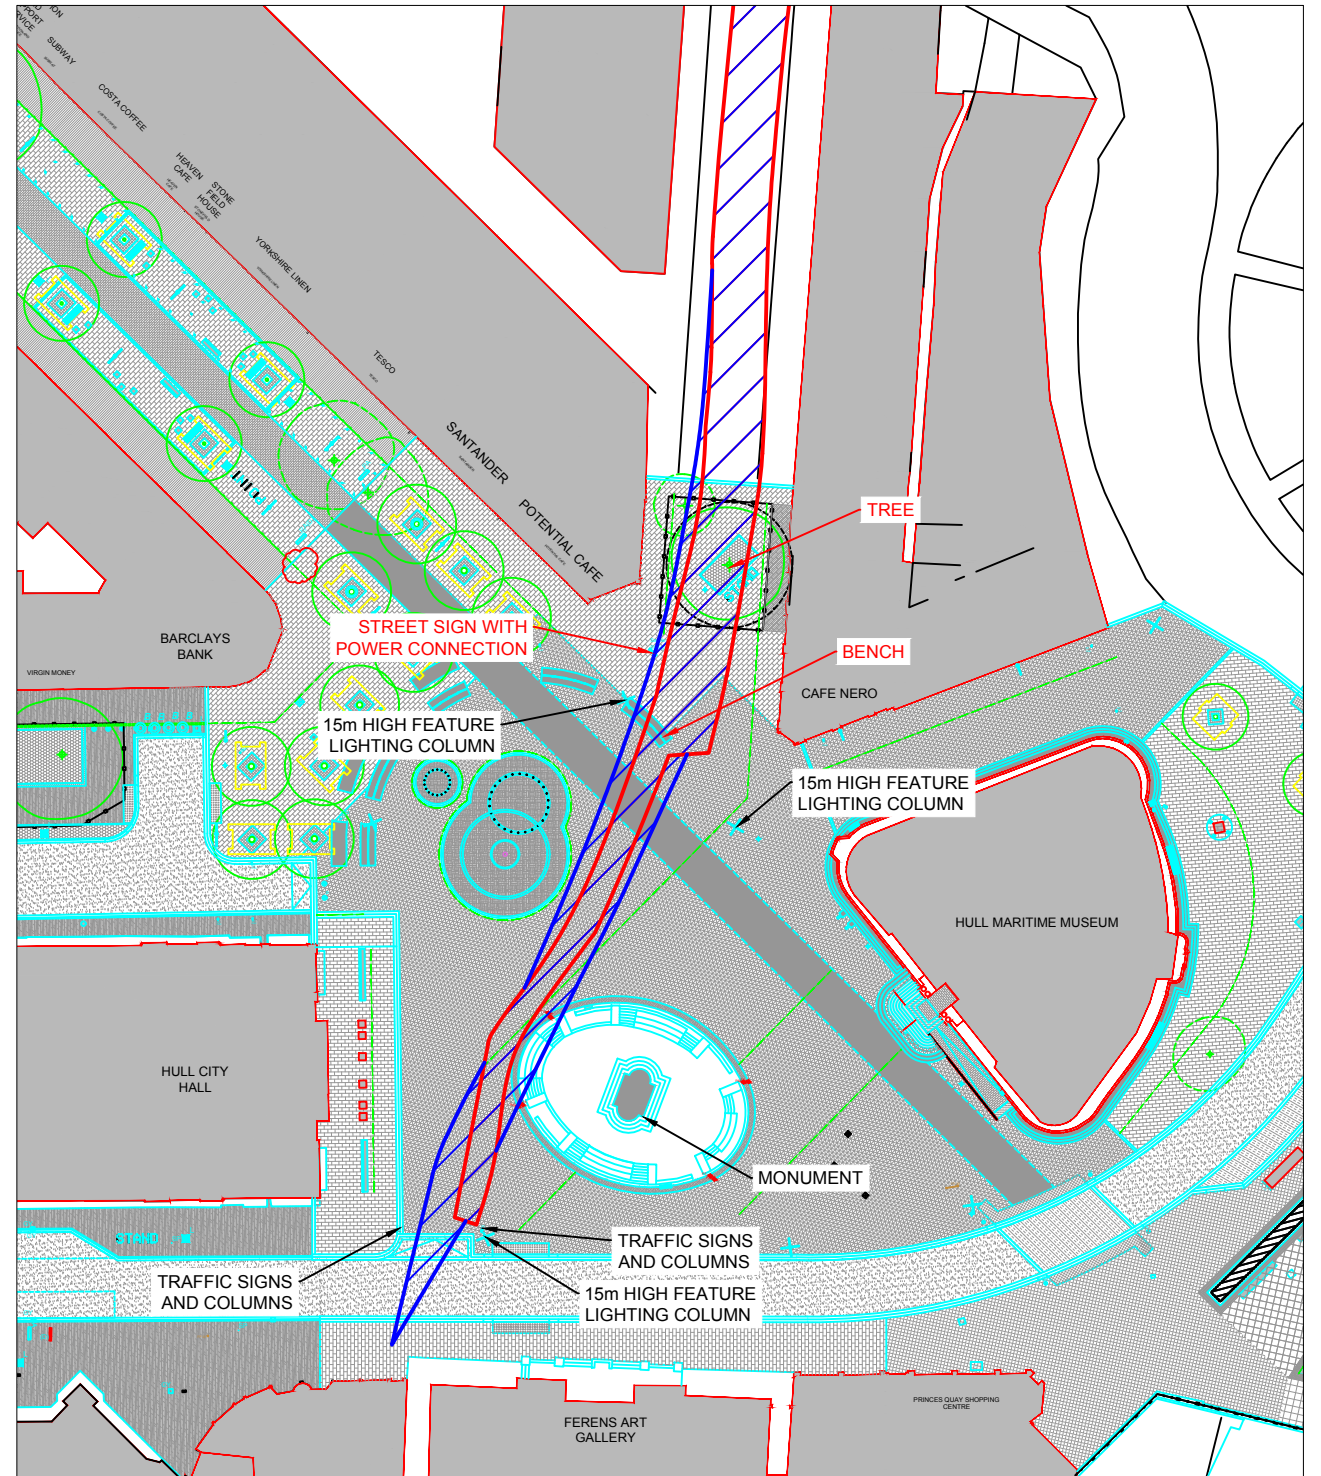 ION
PORT
SERVICE
SUBWAY
COSTA COFFEE
HEAVEN
CAFE
STONE
FIELD
HOUSE
YORKSHIRE LINEN
TESCO
SANTANDER
POTENTIAL CAFE
TREE
STREET SIGN WITH
POWER CONNECTION
BENCH
BARCLAYS
BANK
VIRGIN MONEY
CAFE NERO
15m HIGH FEATURE
LIGHTING COLUMN
15m HIGH FEATURE
LIGHTING COLUMN
HULL MARITIME MUSEUM
HULL CITY
HALL
MONUMENT
STAND
TRAFFIC SIGNS
AND COLUMNS
TRAFFIC SIGNS
AND COLUMNS
15m HIGH FEATURE
LIGHTING COLUMN
PRINCES QUAY SHOPPING
CENTRE
FERENS ART
GALLERY